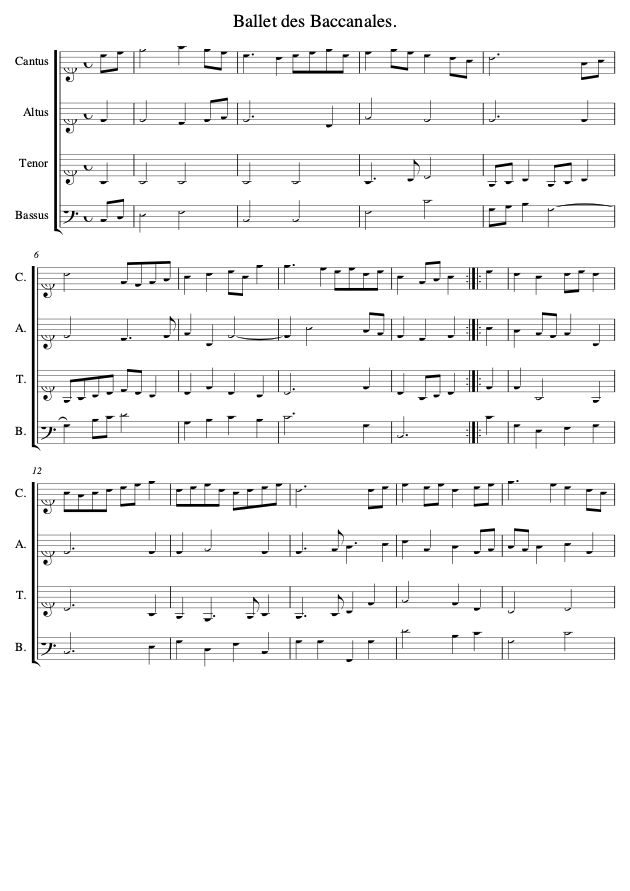 Ballet des Baccanales.
Cantus
Altus
Tenor
Bassus
6
C.
A.
T.
B.
12
C.
A.
T.
B.